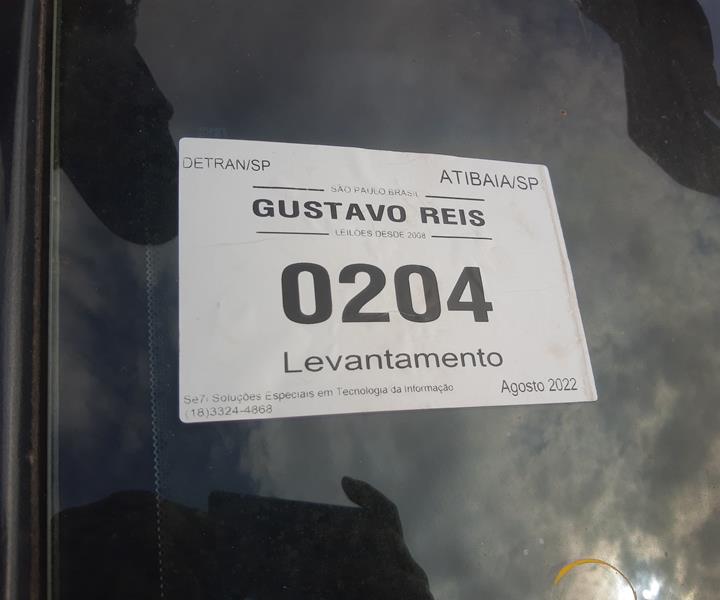 DETRAN/SP
ATIBAIA/SP
SÃO PAULO BRASIL
GUSTAVO REIS
LEILÕES DESDE 2008
0204
Levantamento
Se7i Soluções Especiais em Tecnologia da Informação
(18)3324-4868
Agosto 2022